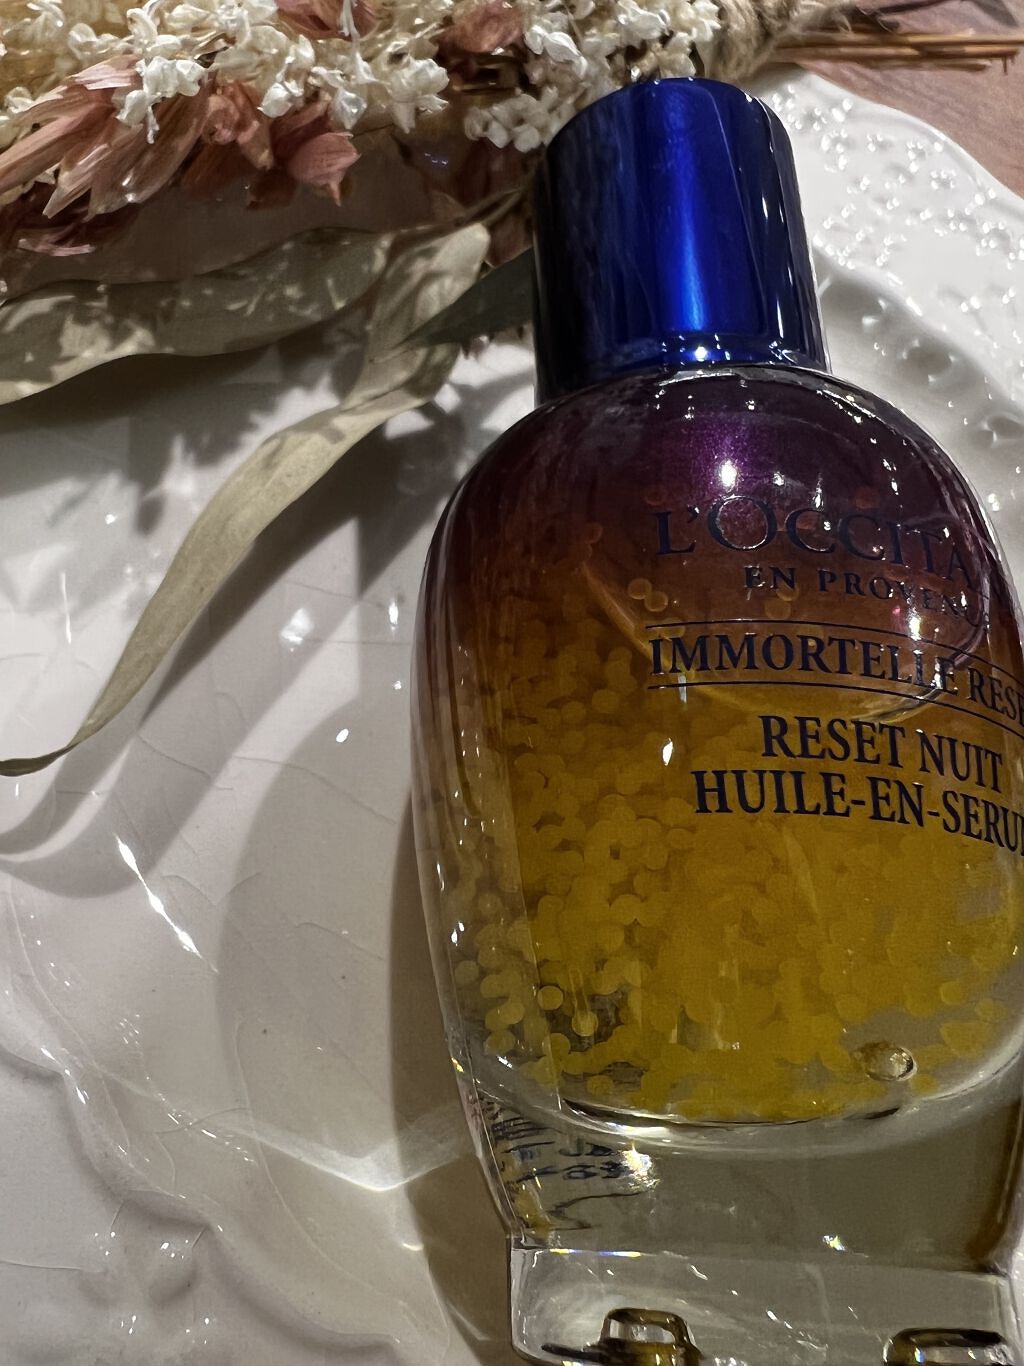 L'OCCITA
EN PROVENC
IMMORTELLE RESE
RESET NUIT
HUILE-EN-SERU